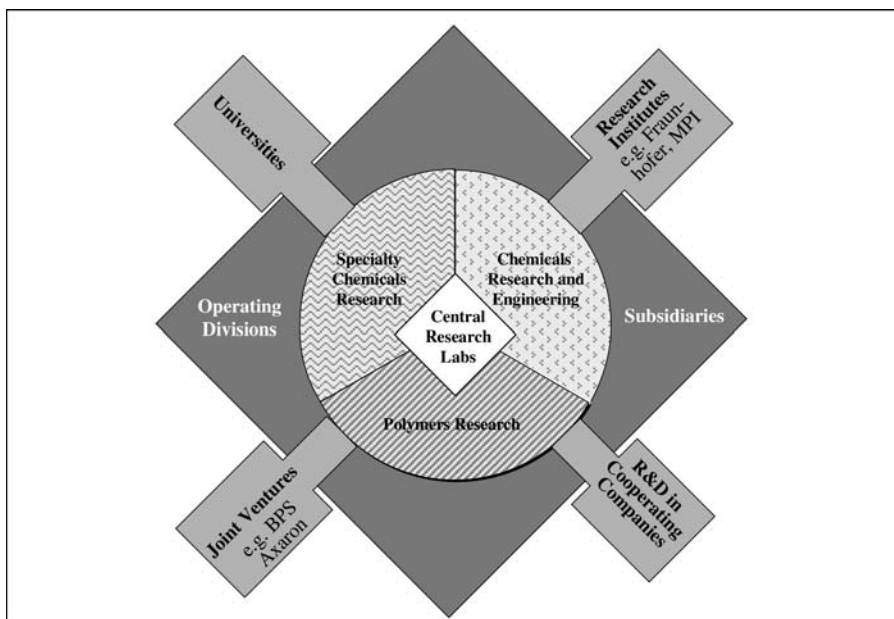 Universities
Research
Institutes
e.g. Fraun-
hofer, MPI
Specialty
Chemicals
Research
Chemicals
Research and
Engineering
Operating
Divisions
Central
Research
Labs
Subsidiaries
Polymers Research
Joint Ventures
e.g. BPS
Axaron
R&D in
Cooperating
Companies